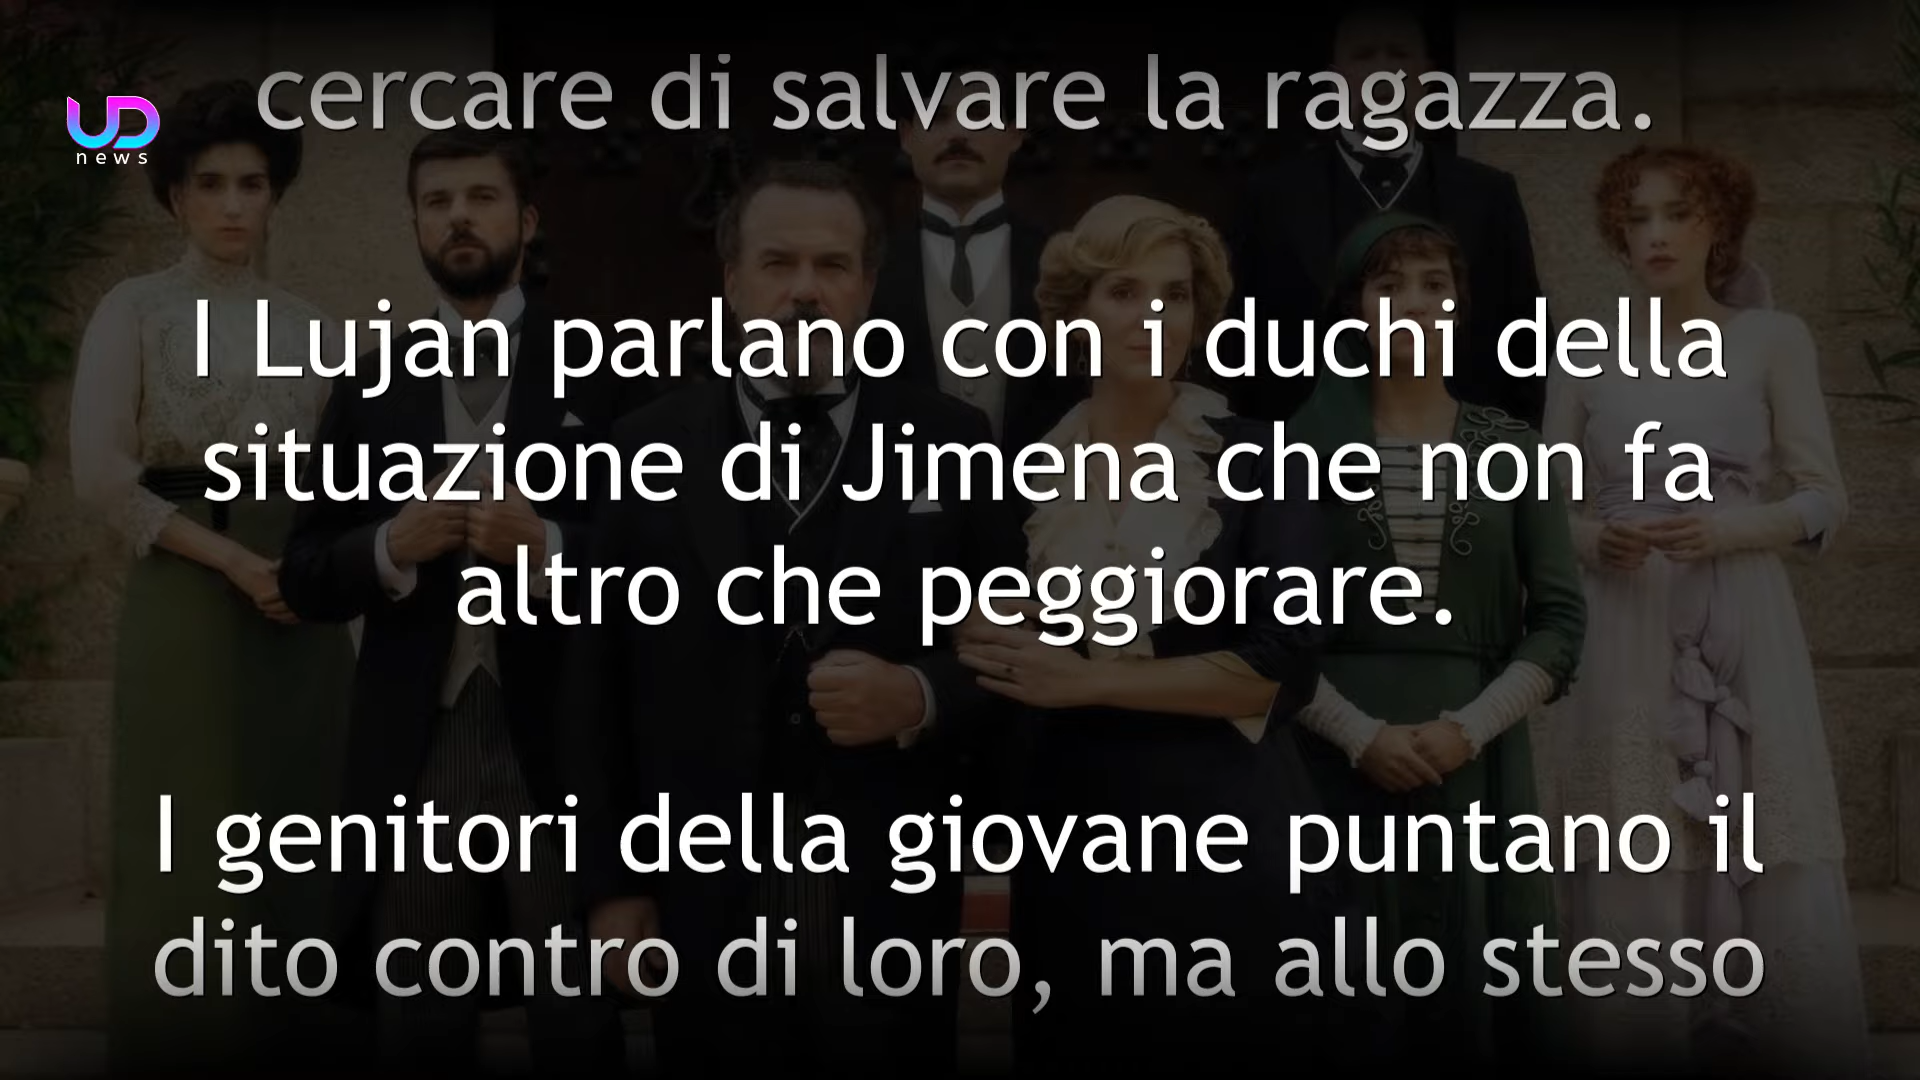 cercare di salvare la ragazza.
UD
news
I Lujan parlano con i duchi della
situazione di Jimena che non fa
altro che peggiorare.
I genitori della giovane puntano il
dito contro di loro, ma allo stesso